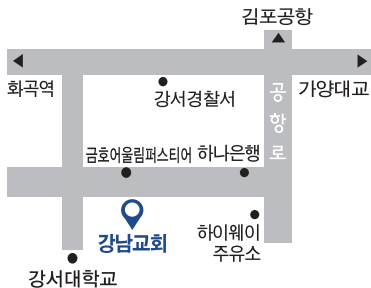 김포공항
화곡역
강서경찰서
공항로
가양대교
금호어울림퍼스티어
하나은행
강남교회
하이웨이
주유소
강서대학교